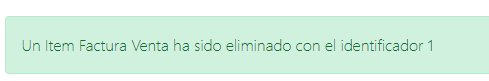 Un Item Factura Venta ha sido eliminado con el identificador 1